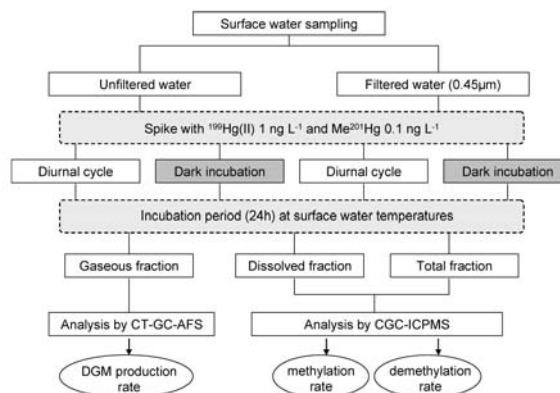 Surface water sampling
Unfiltered water
Filtered water (0.45µm)
Spike with ¹⁹⁹Hg(II) 1 ng L⁻¹ and Me²⁰¹Hg 0.1 ng L⁻¹
Diurnal cycle
Dark incubation
Diurnal cycle
Dark incubation
Incubation period (24h) at surface water temperatures
Gaseous fraction
Dissolved fraction
Total fraction
Analysis by CT-GC-AFS
Analysis by CGC-ICPMS
DGM production
rate
methylation
rate
demethylation
rate